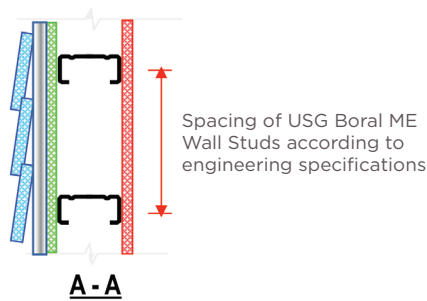 Spacing of USG Boral ME
Wall Studs according to
engineering specifications
A - A